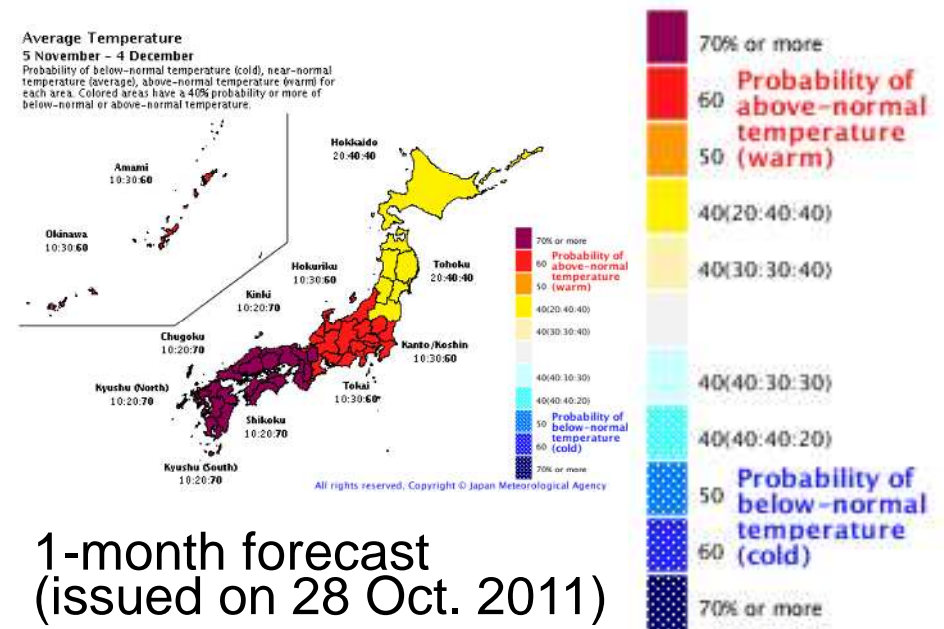 Average Temperature
5 November - 4 December
Probability of below-normal temperature (cold), near-normal
temperature (average), above-normal temperature (warm) for
each area. Colored areas have a 40% probability or more of
below-normal or above-normal temperature.
Amami
10:30:60
Okinawa
10:30:60
Hokkaido
20:40:40
Tohoku
20:40:40
Hokuriku
10:30:60
Kinki
10:20:70
Chugoku
10:20:70
Kanto/Koshin
10:30:60
Tokai
10:30:60
Kyushu (North)
10:20:70
Shikoku
10:20:70
Kyushu (South)
10:20:70
70% or more
60
Probability of
above-normal
temperature
50 (warm)
40(20:40:40)
40(30:30:40)
40(40:30:30)
40(40:40:20)
50
Probability of
below-normal
temperature
60 (cold)
70% or more
All rights reserved. Copyright © Japan Meteorological Agency
1-month forecast
(issued on 28 Oct. 2011)
70% or more
60
Probability of
above-normal
temperature
50 (warm)
40(20:40:40)
40(30:30:40)
40(40:30:30)
40(40:40:20)
50
Probability of
below-normal
temperature
60 (cold)
70% or more